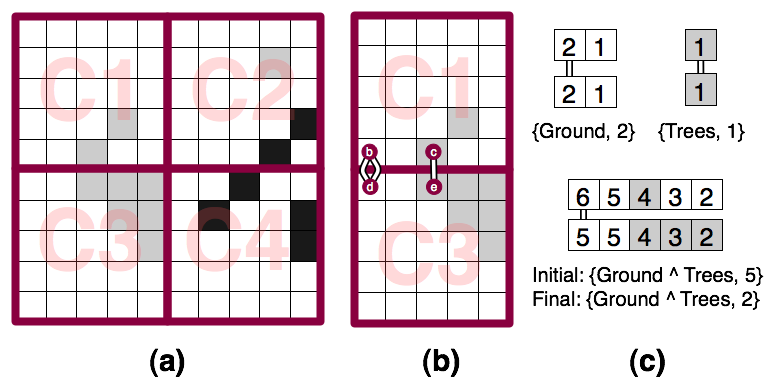 C1
C2
C3
C4
(a)
C1
b
c
d
e
C3
(b)
2 1
2 1
{Ground, 2}
1
1
{Trees, 1}
6 5 4 3 2
5 5 4 3 2
Initial: {Ground ^ Trees, 5}
Final: {Ground ^ Trees, 2}
(c)